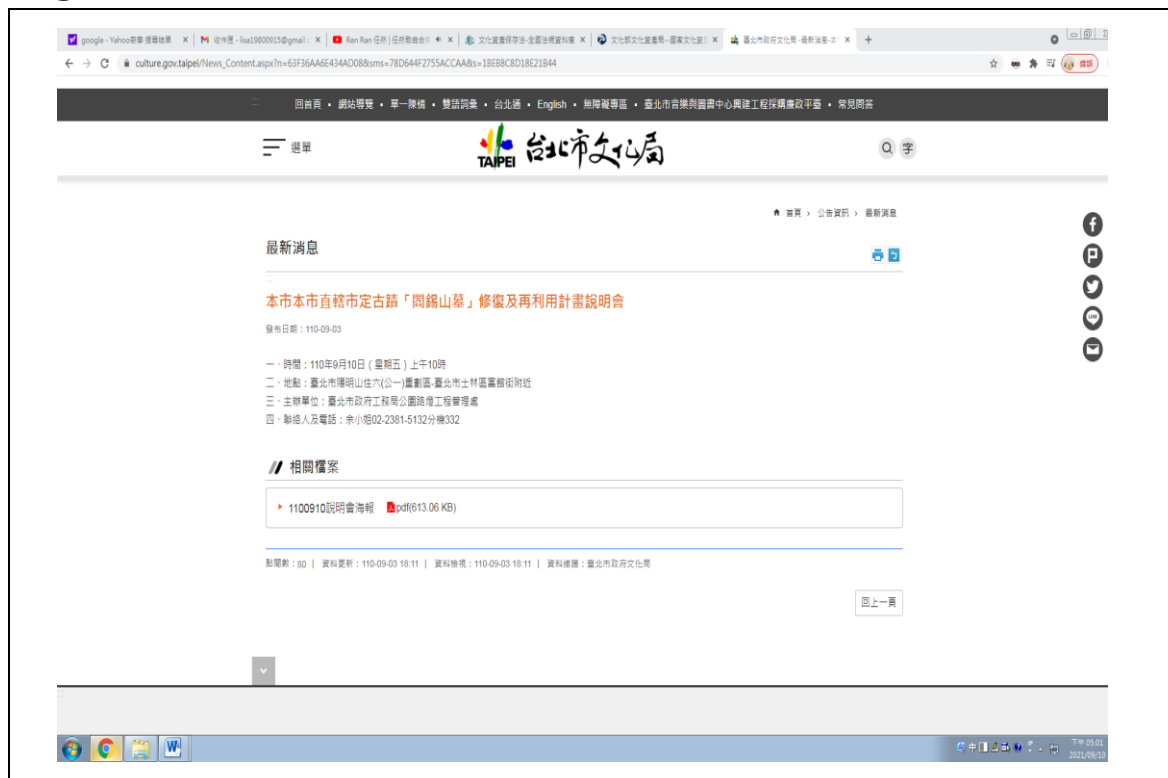 google - Yahoo奇摩 搜尋結果
Ren Ran 任然|任然歌曲合
文化資產保存法-全國法規資料庫
文化部文化資產局--國家文化資
臺北市政府文化局-最新消息-本
culture.gov.taipei/News_Content.aspx?n=63F36AA6E434AD08&sms=78D644F2755ACCAA&s=1BEB8C8D18E21B44
回首頁 • 網站導覽 • 單一陳情 • 雙語詞彙 • 台北通 • English • 無障礙專區 • 臺北市音樂與圖書中心興建工程採購廉政平臺 • 常見問答
選單
TAIPEI 台北市文化局
字
首頁 › 公告資訊 › 最新消息
最新消息
本市本市直轄市定古蹟「閻錫山墓」修復及再利用計畫說明會
發布日期:110-09-03
一、時間:110年9月10日(星期五)上午10時
二、地點:臺北市陽明山住六(公一)重劃區-臺北市士林區菁山街附近
三、主辦單位:臺北市政府工務局公園路燈工程管理處
四、聯絡人及電話:余小姐02-2381-5132分機332
相關檔案
1100910說明會海報 pdf(613.06 KB)
點閱數:80 | 資料更新:110-09-03 18:11 | 資料檢視:110-09-03 18:11 | 資料維護:臺北市政府文化局
回上一頁
下午 05:01
2021/09/10